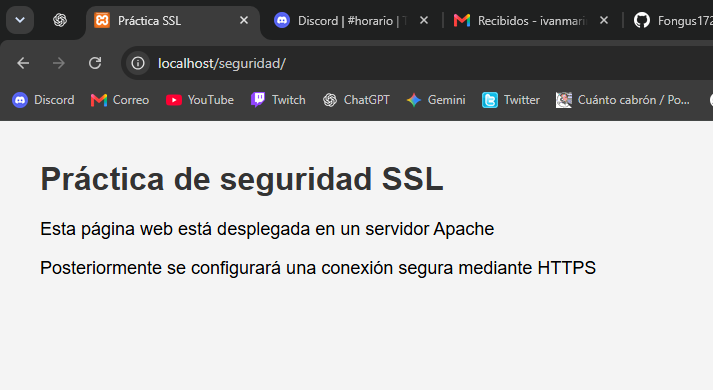 Práctica SSL
Discord | #horario | T
Recibidos - ivanmari
Fongus172
localhost/seguridad/
Discord
Correo
YouTube
Twitch
ChatGPT
Gemini
Twitter
Cuánto cabrón / Po...
Práctica de seguridad SSL
Esta página web está desplegada en un servidor Apache
Posteriormente se configurará una conexión segura mediante HTTPS